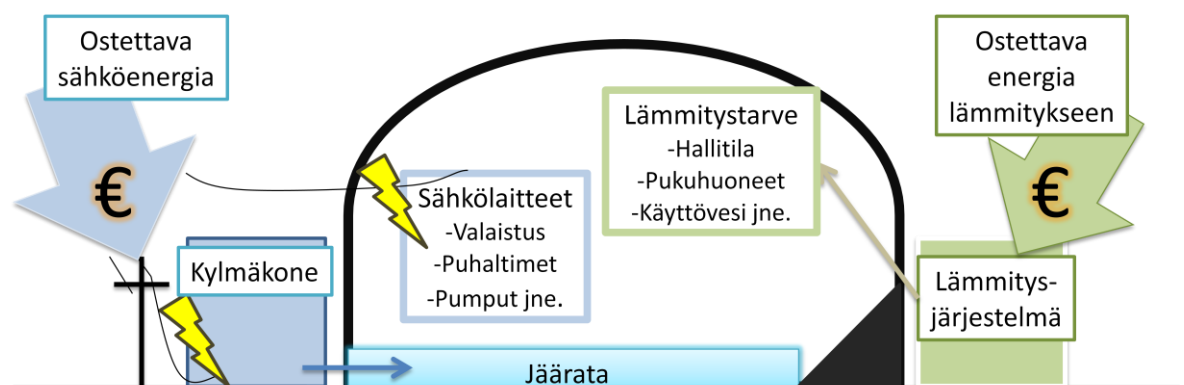 Ostettava
sähköenergia
€
Kylmäkone
Sähkölaitteet
-Valaistus
-Puhaltimet
-Pumput jne.
Jäärata
Lämmitystarve
-Hallitila
-Pukuhuoneet
-Käyttövesi jne.
Ostettava
energia
lämmitykseen
€
Lämmitys-
järjestelmä